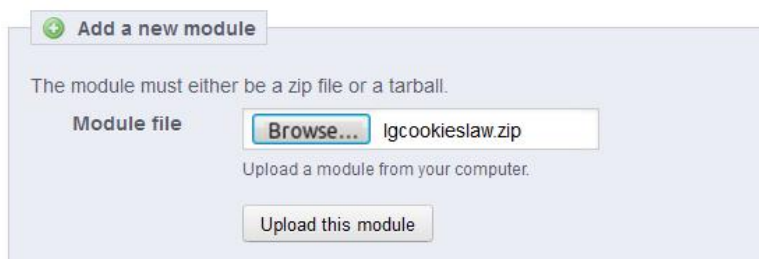 Add a new module
The module must either be a zip file or a tarball.
Module file
Browse... lgcookieslaw.zip
Upload a module from your computer.
Upload this module